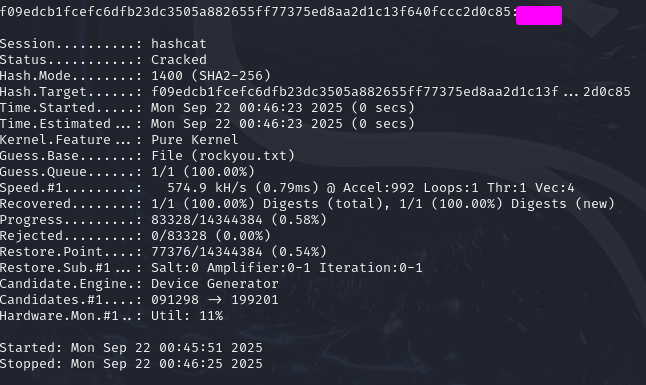 f09edcb1fcefc6dfb23dc3505a882655ff77375ed8aa2d1c13f640fccc2d0c85:
Session..........: hashcat
Status...........: Cracked
Hash.Mode........: 1400 (SHA2-256)
Hash.Target......: f09edcb1fcefc6dfb23dc3505a882655ff77375ed8aa2d1c13f...2d0c85
Time.Started.....: Mon Sep 22 00:46:23 2025 (0 secs)
Time.Estimated...: Mon Sep 22 00:46:23 2025 (0 secs)
Kernel.Feature...: Pure Kernel
Guess.Base.......: File (rockyou.txt)
Guess.Queue......: 1/1 (100.00%)
Speed.#1.........:   574.9 kH/s (0.79ms) @ Accel:992 Loops:1 Thr:1 Vec:4
Recovered........: 1/1 (100.00%) Digests (total), 1/1 (100.00%) Digests (new)
Progress.........: 83328/14344384 (0.58%)
Rejected.........: 0/83328 (0.00%)
Restore.Point....: 77376/14344384 (0.54%)
Restore.Sub.#1...: Salt:0 Amplifier:0-1 Iteration:0-1
Candidate.Engine.: Device Generator
Candidates.#1....: 091298 -> 199201
Hardware.Mon.#1..: Util: 11%
Started: Mon Sep 22 00:45:51 2025
Stopped: Mon Sep 22 00:46:25 2025